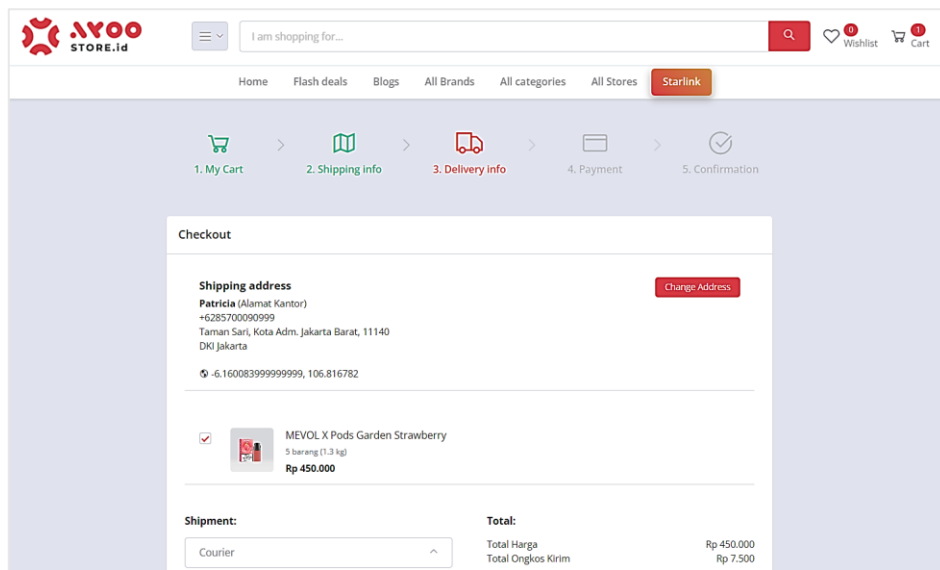 AYOO
STORE.id
I am shopping for...
0
Wishlist
1
Cart
Home Flash deals Blogs All Brands All categories All Stores Starlink
1. My Cart 2. Shipping info 3. Delivery info 4. Payment 5. Confirmation
Checkout
Shipping address
Change Address
Patricia (Alamat Kantor)
+6285700090999
Taman Sari, Kota Adm. Jakarta Barat, 11140
DKI Jakarta
-6.160083999999999, 106.816782
MEVOL X Pods Garden Strawberry
5 barang (1.3 kg)
Rp 450.000
Shipment:
Courier
Total:
Total Harga Rp 450.000
Total Ongkos Kirim Rp 7.500